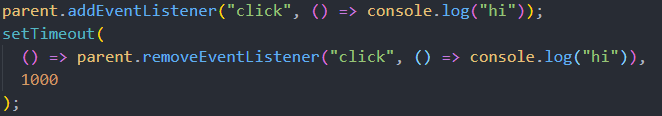 parent.addEventListener("click", () => console.log("hi"));
setTimeout(
  () => parent.removeEventListener("click", () => console.log("hi")),
  1000
);